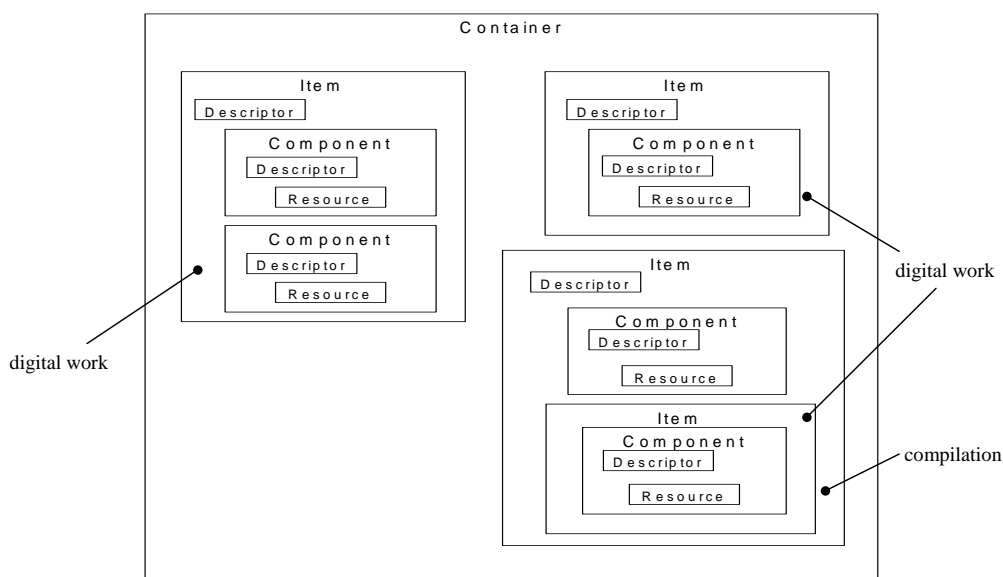 Container
Item
Descriptor
Component
Descriptor
Resource
Component
Descriptor
Resource
digital work
Item
Descriptor
Component
Descriptor
Resource
digital work
Item
Descriptor
Component
Descriptor
Resource
Item
Component
Descriptor
Resource
compilation